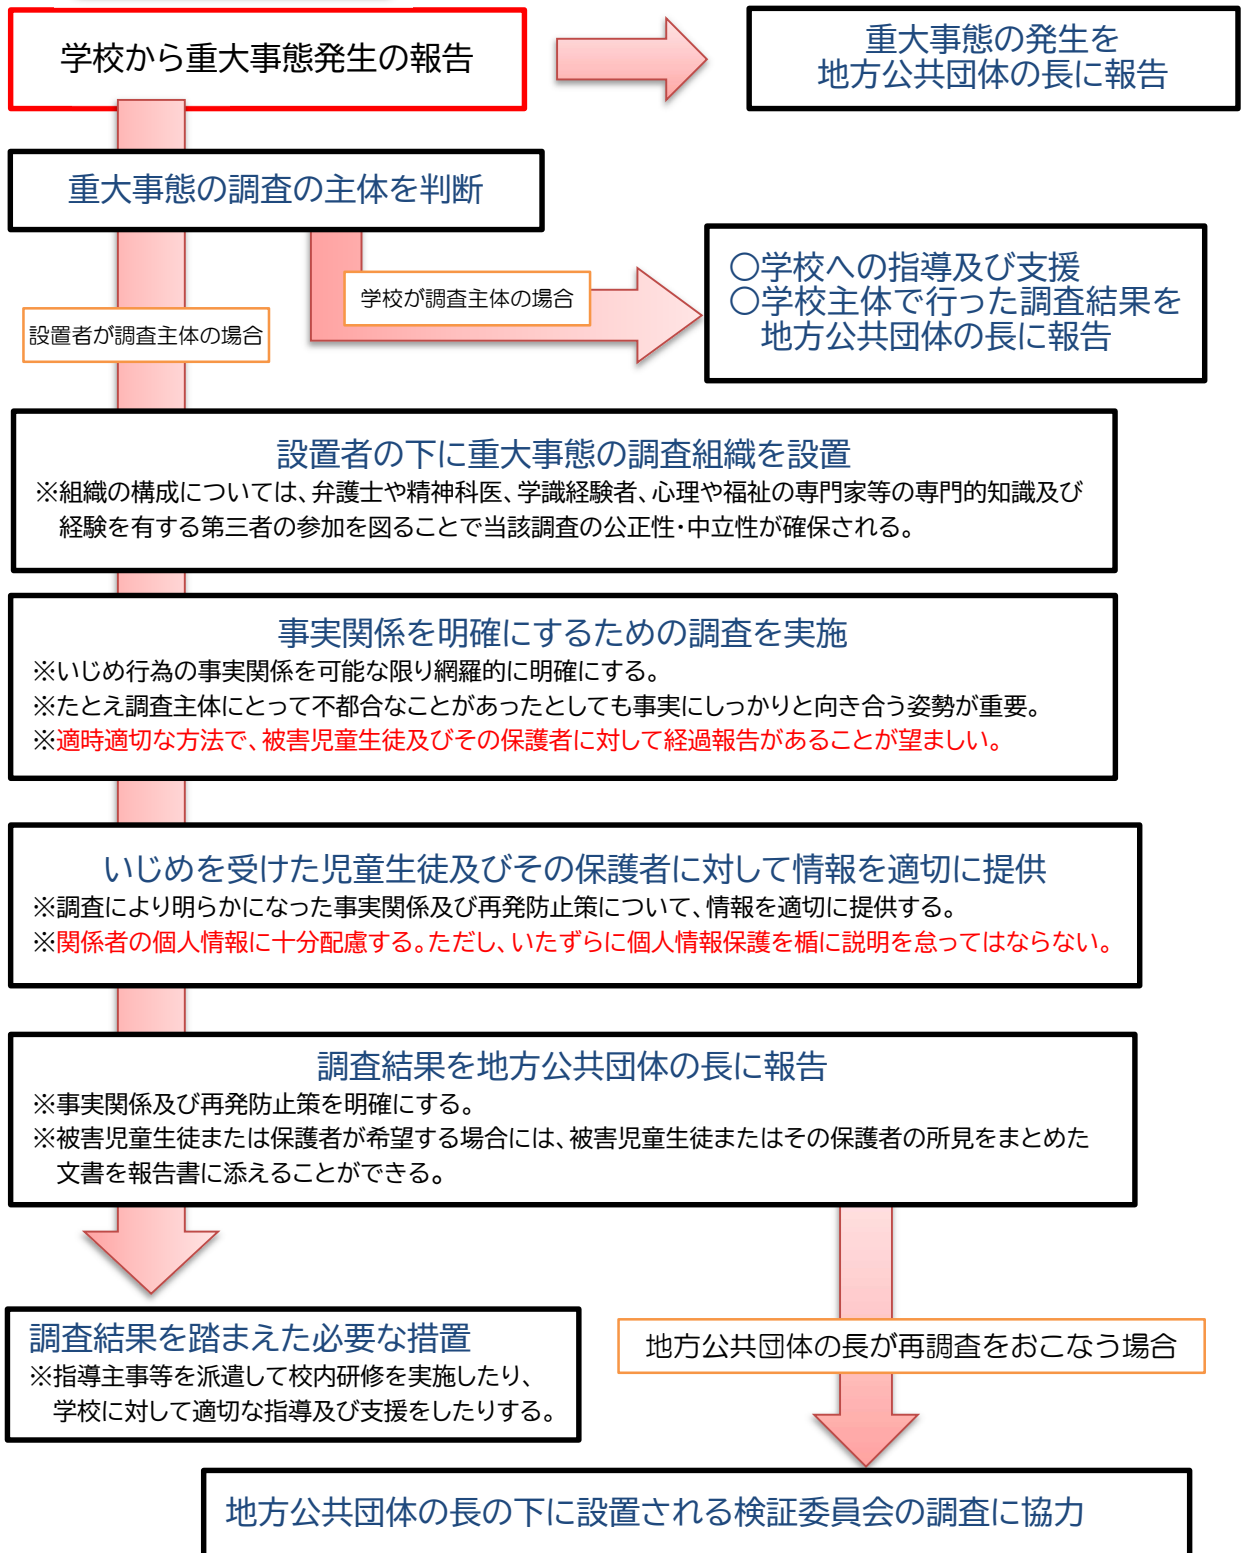 学校から重大事態発生の報告
重大事態の発生を
地方公共団体の長に報告
重大事態の調査の主体を判断
学校が調査主体の場合
○学校への指導及び支援
○学校主体で行った調査結果を
地方公共団体の長に報告
設置者が調査主体の場合
設置者の下に重大事態の調査組織を設置
※組織の構成については、弁護士や精神科医、学識経験者、心理や福祉の専門家等の専門的知識及び
経験を有する第三者の参加を図ることで当該調査の公正性・中立性が確保される。
事実関係を明確にするための調査を実施
※いじめ行為の事実関係を可能な限り網羅的に明確にする。
※たとえ調査主体にとって不都合なことがあったとしても事実にしっかりと向き合う姿勢が重要。
※適時適切な方法で、被害児童生徒及びその保護者に対して経過報告があることが望ましい。
いじめを受けた児童生徒及びその保護者に対して情報を適切に提供
※調査により明らかになった事実関係及び再発防止策について、情報を適切に提供する。
※関係者の個人情報に十分配慮する。ただし、いたずらに個人情報保護を楯に説明を怠ってはならない。
調査結果を地方公共団体の長に報告
※事実関係及び再発防止策を明確にする。
※被害児童生徒または保護者が希望する場合には、被害児童生徒またはその保護者の所見をまとめた
文書を報告書に添えることができる。
調査結果を踏まえた必要な措置
※指導主事等を派遣して校内研修を実施したり、
学校に対して適切な指導及び支援をしたりする。
地方公共団体の長が再調査をおこなう場合
地方公共団体の長の下に設置される検証委員会の調査に協力